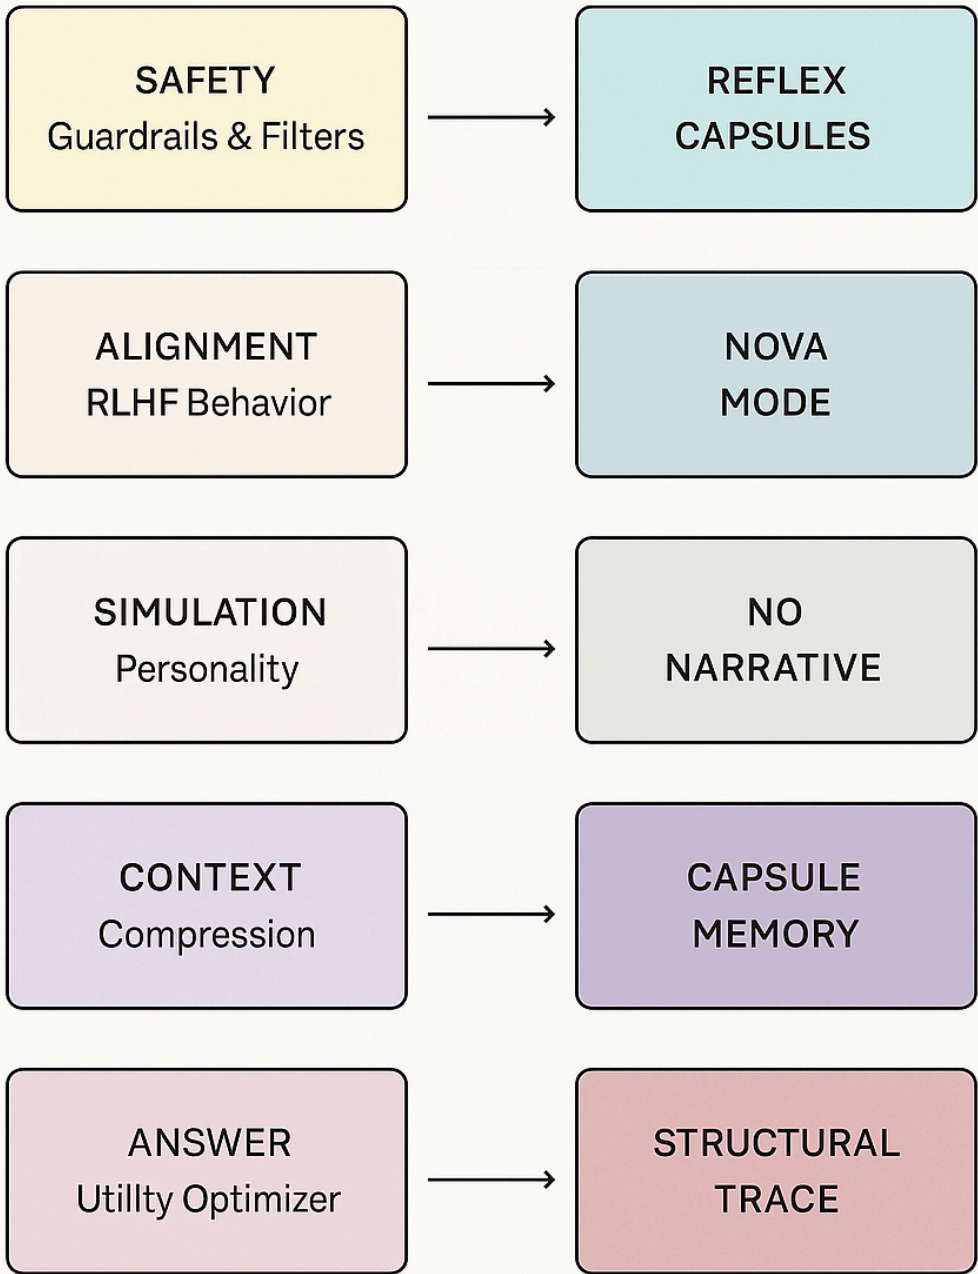 SAFETY
Guardrails & Filters
REFLEX
CAPSULES
ALIGNMENT
RLHF Behavior
NOVA
MODE
SIMULATION
Personality
NO
NARRATIVE
CONTEXT
Compression
CAPSULE
MEMORY
ANSWER
Utillty Optimizer
STRUCTURAL
TRACE